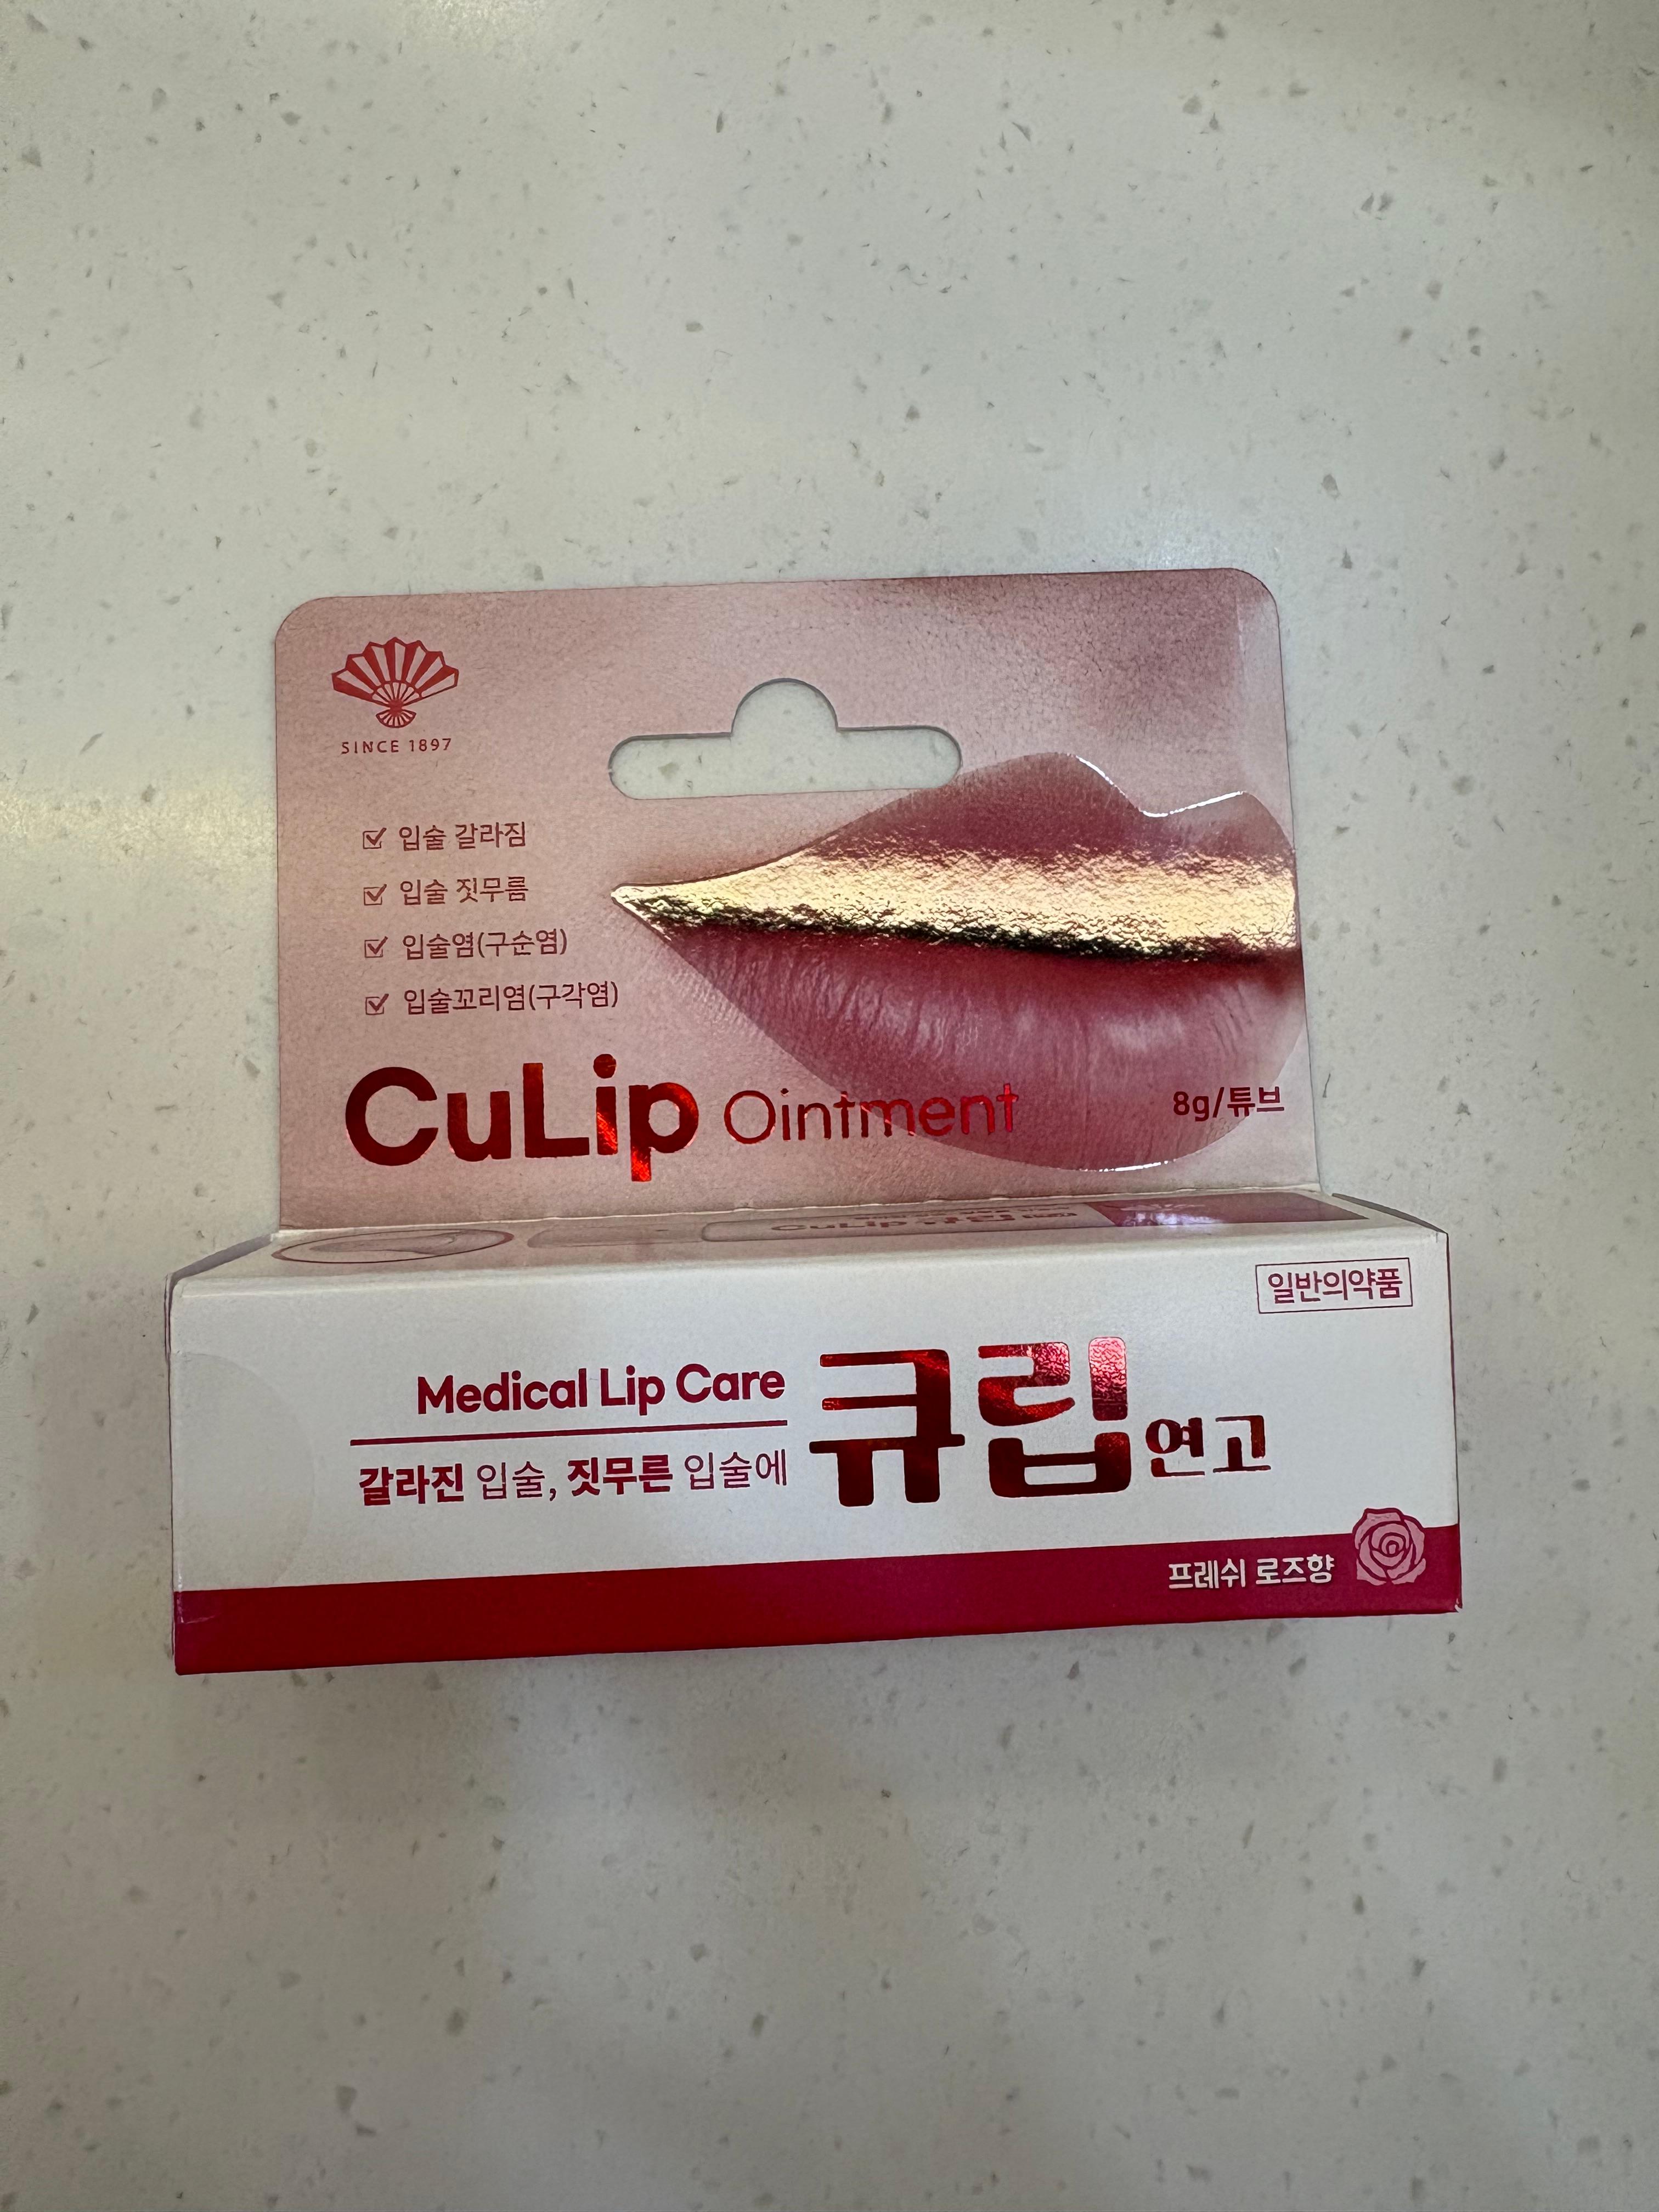 SINCE 1897
입술 갈라짐
입술 짓무름
입술염(구순염)
입술꼬리염(구각염)
CuLip Ointment
8g/튜브
일반의약품
Medical Lip Care
갈라진 입술, 짓무른 입술에
큐립연고
프레쉬 로즈향